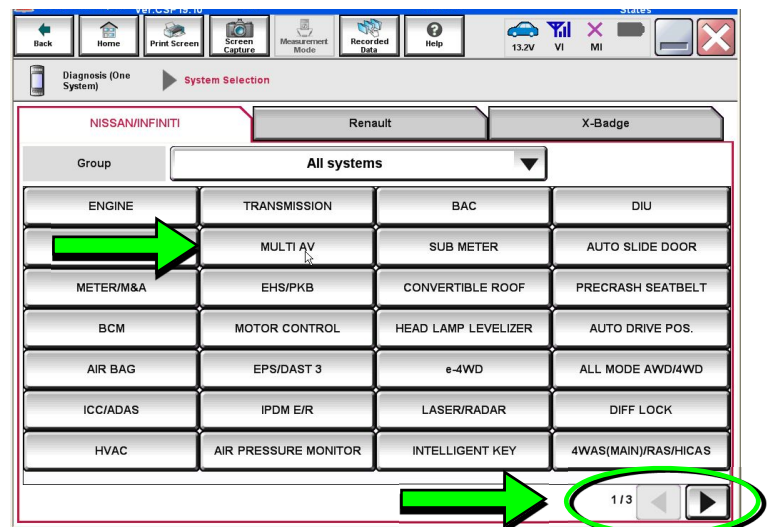 Ver.CSP19.10
States
Back
Home
Print Screen
Screen Capture
Measurement Mode
Recorded Data
Help
13.2V
VI
MI
Diagnosis (One System)
System Selection
NISSAN/INFINITI
Renault
X-Badge
Group
All systems
ENGINE TRANSMISSION BAC DIU
MULTI AV SUB METER AUTO SLIDE DOOR
METER/M&A EHS/PKB CONVERTIBLE ROOF PRECRASH SEATBELT
BCM MOTOR CONTROL HEAD LAMP LEVELIZER AUTO DRIVE POS.
AIR BAG EPS/DAST 3 e-4WD ALL MODE AWD/4WD
ICC/ADAS IPDM E/R LASER/RADAR DIFF LOCK
HVAC AIR PRESSURE MONITOR INTELLIGENT KEY 4WAS(MAIN)/RAS/HICAS
1/3